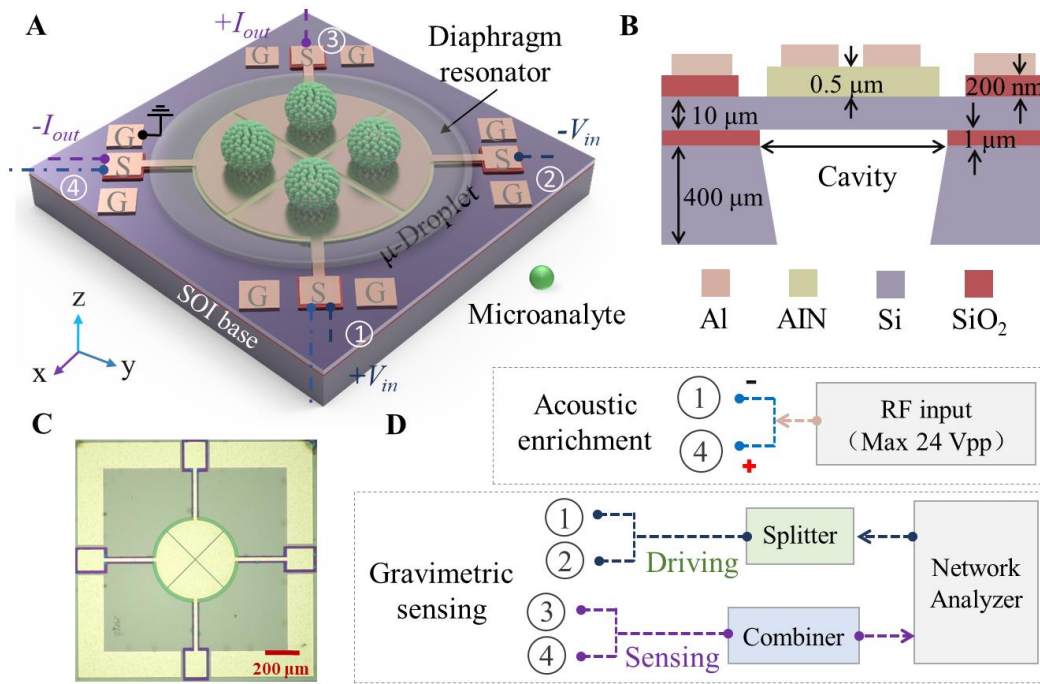 A
+I_out
G
S
③
G
Diaphragm
resonator
-I_out
G
S
④
G
G
S
②
G
-V_in
μ-Droplet
G
S
G
①
+V_in
SOI base
Microanalyte
z
x
y
B
0.5 μm
200 nm
10 μm
1 μm
Cavity
400 μm
Al
AlN
Si
SiO₂
C
200 μm
D
Acoustic
enrichment
①
④
-
+
RF input
（Max 24 Vpp）
Gravimetric
sensing
①
②
③
④
Driving
Sensing
Splitter
Combiner
Network
Analyzer